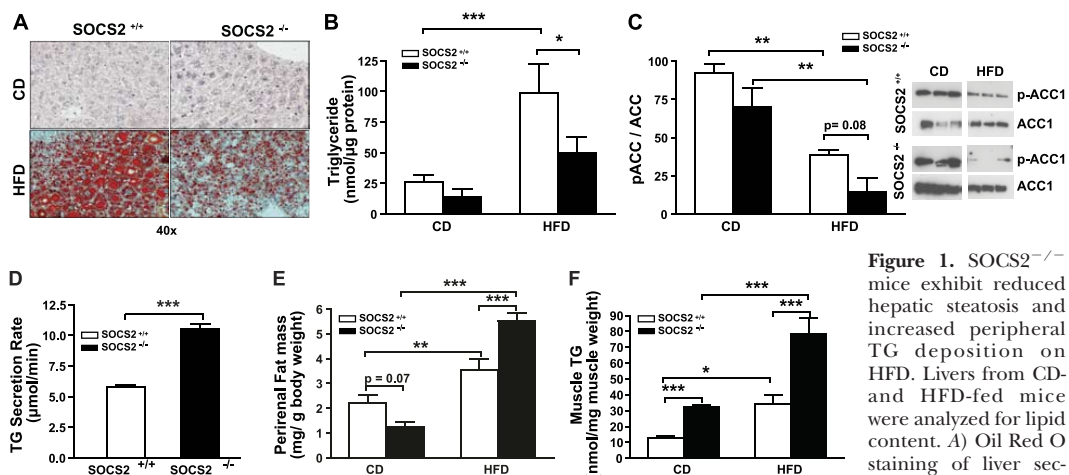 A
SOCS2 +/+
SOCS2 -/-
CD
HFD
40x
B
***
*
SOCS2 +/+
SOCS2 -/-
Triglyceride
(nmol/µg protein)
125
100
75
50
25
0
CD
HFD
C
SOCS2 +/+
SOCS2 -/-
**
**
p= 0.08
pACC / ACC
100
75
50
25
0
CD
HFD
CD
HFD
SOCS2 +/+
p-ACC1
ACC1
SOCS2 -/-
p-ACC1
ACC1
D
***
SOCS2 +/+
SOCS2 -/-
TG Secretion Rate
(µmol/min)
12.5
10.0
7.5
5.0
2.5
0.0
SOCS2 +/+
SOCS2 -/-
E
***
***
SOCS2 +/+
SOCS2 -/-
**
p = 0.07
Perirenal Fat mass
(mg/ g body weight)
6
5
4
3
2
1
0
CD
HFD
F
***
***
SOCS2 +/+
SOCS2 -/-
*
***
Muscle TG
nmol/mg muscle weight)
90
80
70
60
50
40
30
20
10
0
CD
HFD
Figure 1. SOCS2−/−
mice exhibit reduced
hepatic steatosis and
increased peripheral
TG deposition on
HFD. Livers from CD-
and HFD-fed mice
were analyzed for lipid
content. A) Oil Red O
staining of liver sec-